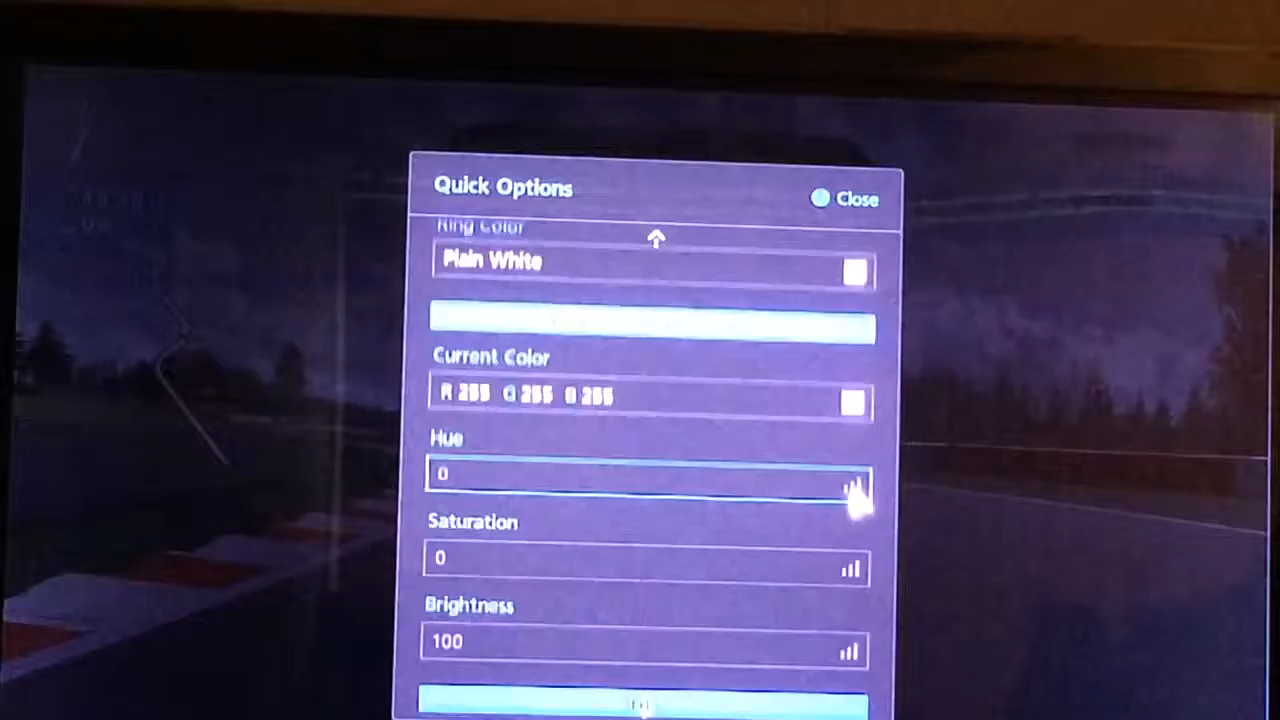 Quick Options
Close
Ring Color
Plain White
Current Color
R 255 G 255 B 255
Hue
0
Saturation
0
Brightness
100